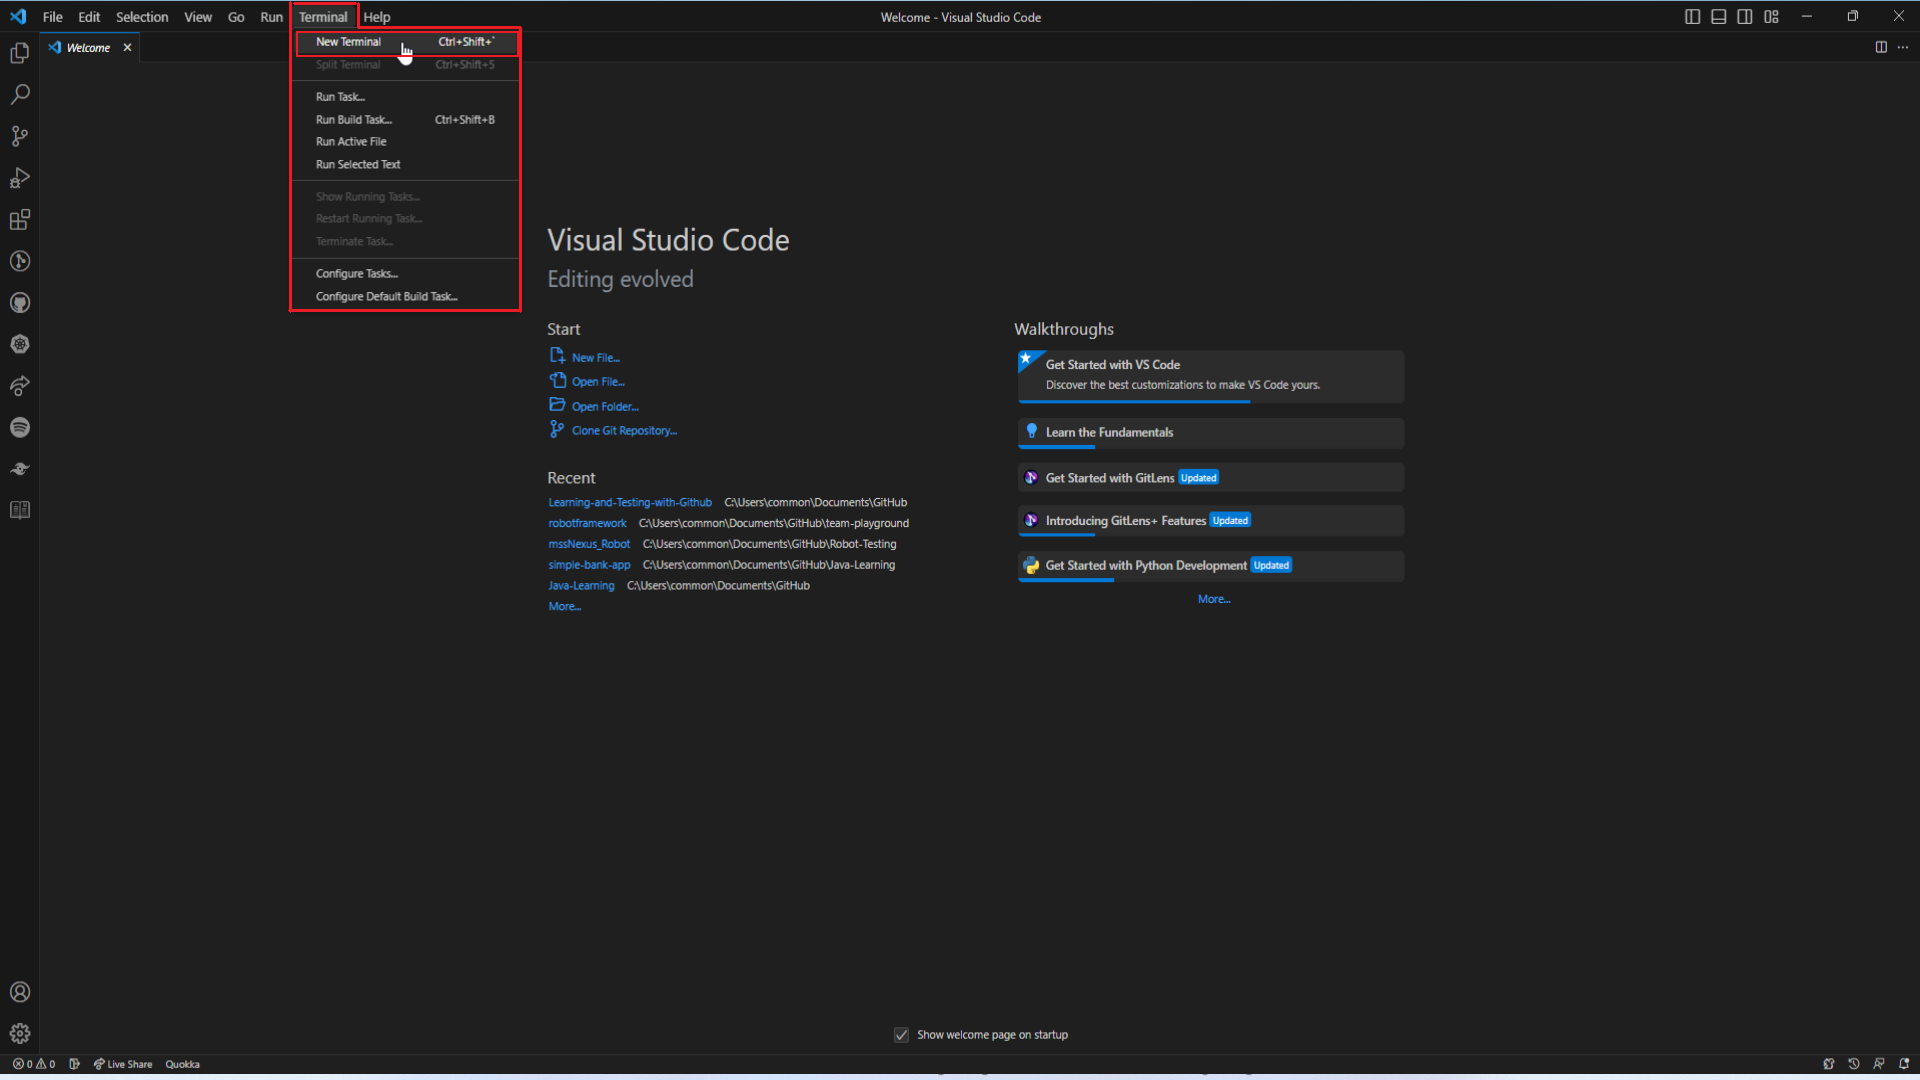 File Edit Selection View Go Run Terminal Help
Welcome - Visual Studio Code
Welcome
New Terminal Ctrl+Shift+`
Split Terminal Ctrl+Shift+5
Run Task...
Run Build Task... Ctrl+Shift+B
Run Active File
Run Selected Text
Show Running Tasks...
Restart Running Task...
Terminate Task...
Configure Tasks...
Configure Default Build Task...
Visual Studio Code
Editing evolved
Start
New File...
Open File...
Open Folder...
Clone Git Repository...
Recent
Learning-and-Testing-with-Github C:\Users\common\Documents\GitHub
robotframework C:\Users\common\Documents\GitHub\team-playground
mssNexus_Robot C:\Users\common\Documents\GitHub\Robot-Testing
simple-bank-app C:\Users\common\Documents\GitHub\Java-Learning
Java-Learning C:\Users\common\Documents\GitHub
More...
Walkthroughs
Get Started with VS Code
Discover the best customizations to make VS Code yours.
Learn the Fundamentals
Get Started with GitLens Updated
Introducing GitLens+ Features Updated
Get Started with Python Development Updated
More...
Show welcome page on startup
0 0 Live Share Quokka